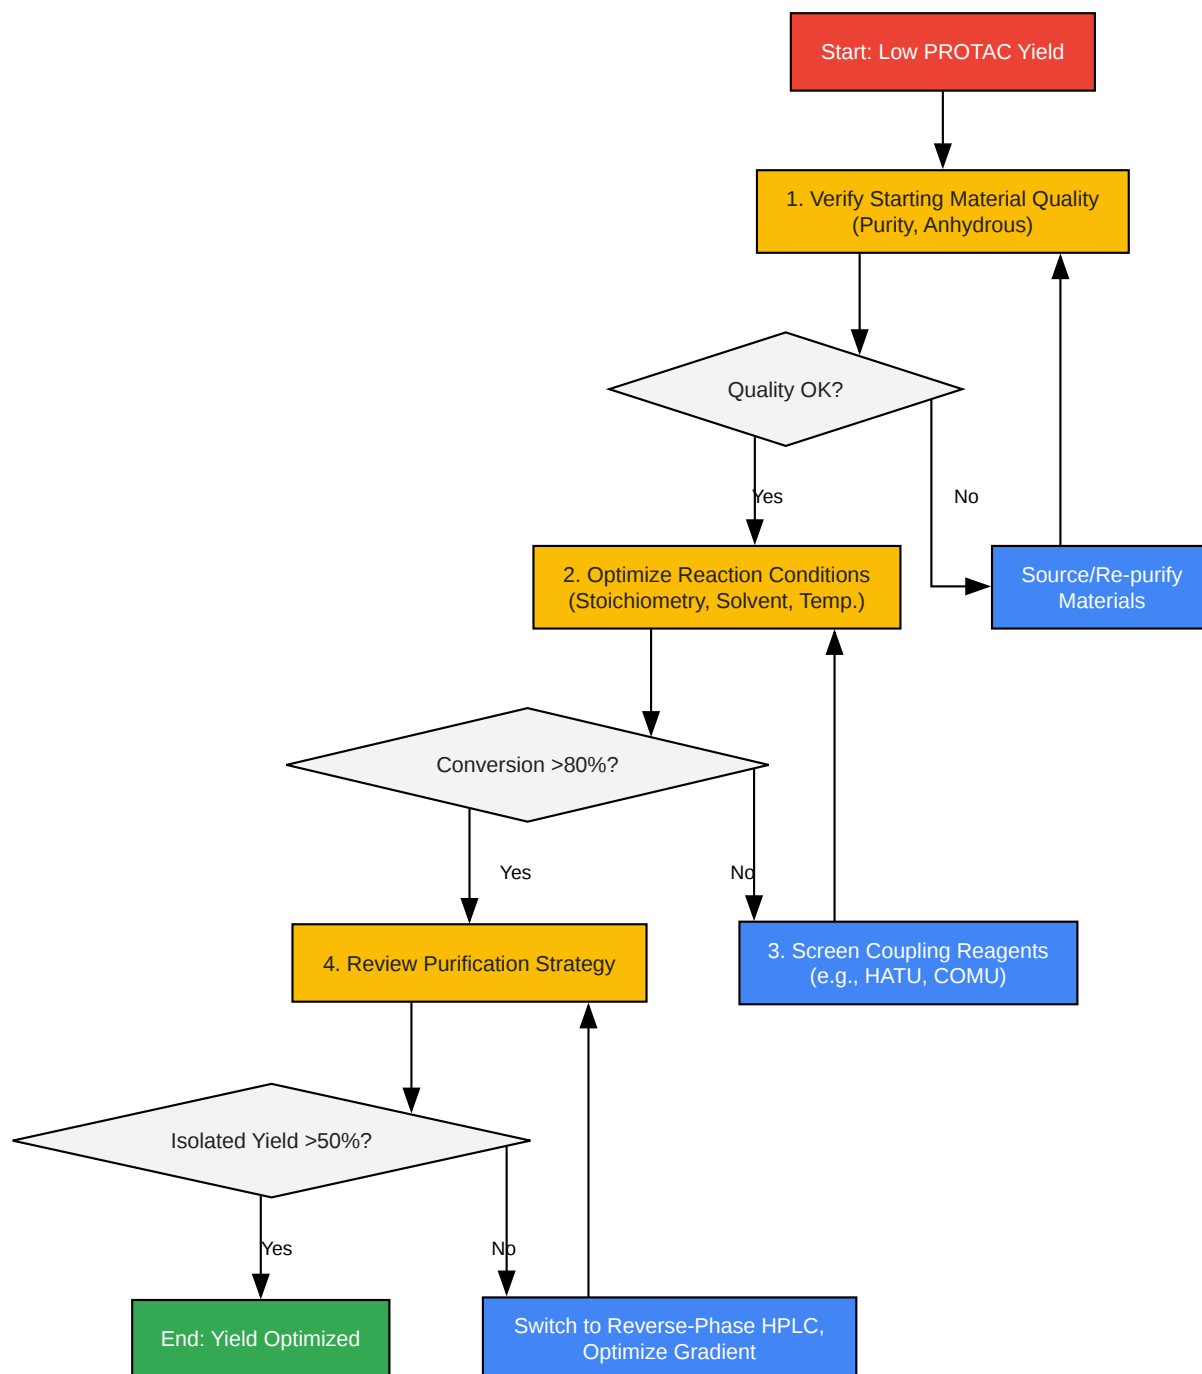 Start: Low PROTAC Yield
1. Verify Starting Material Quality
(Purity, Anhydrous)
Quality OK?
Yes
No
2. Optimize Reaction Conditions
(Stoichiometry, Solvent, Temp.)
Source/Re-purify
Materials
Conversion >80%?
Yes
No
4. Review Purification Strategy
3. Screen Coupling Reagents
(e.g., HATU, COMU)
Isolated Yield >50%?
Yes
No
End: Yield Optimized
Switch to Reverse-Phase HPLC,
Optimize Gradient